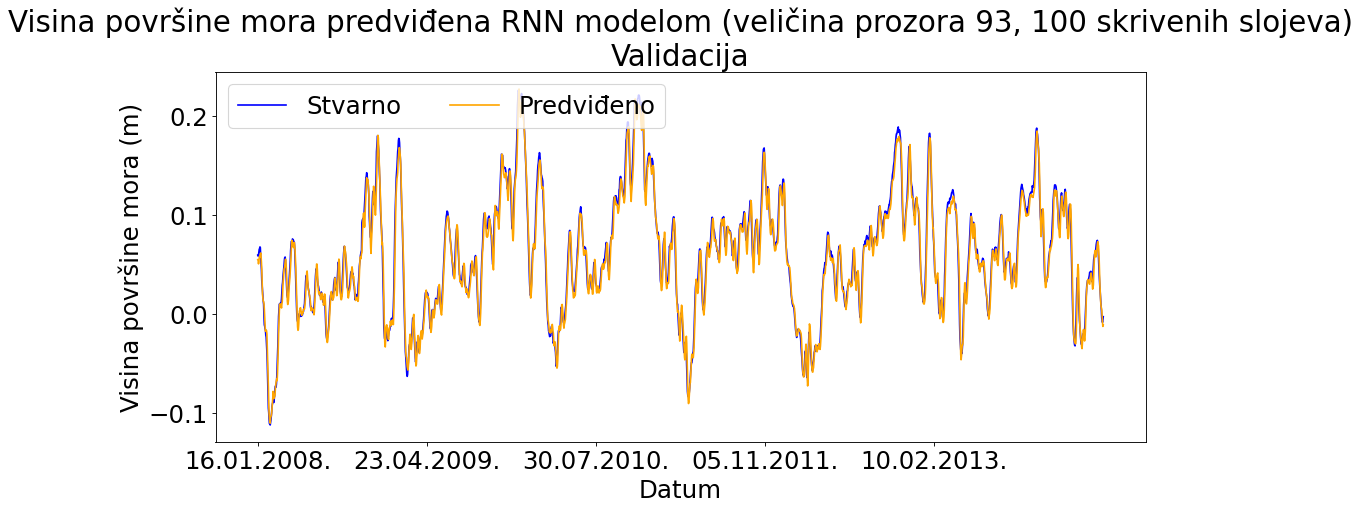 Visina površine mora predviđena RNN modelom (veličina prozora 93, 100 skrivenih slojeva)
Validacija
Stvarno Predviđeno
Visina površine mora (m)
0.2
0.1
0.0
−0.1
16.01.2008. 23.04.2009. 30.07.2010. 05.11.2011. 10.02.2013.
Datum